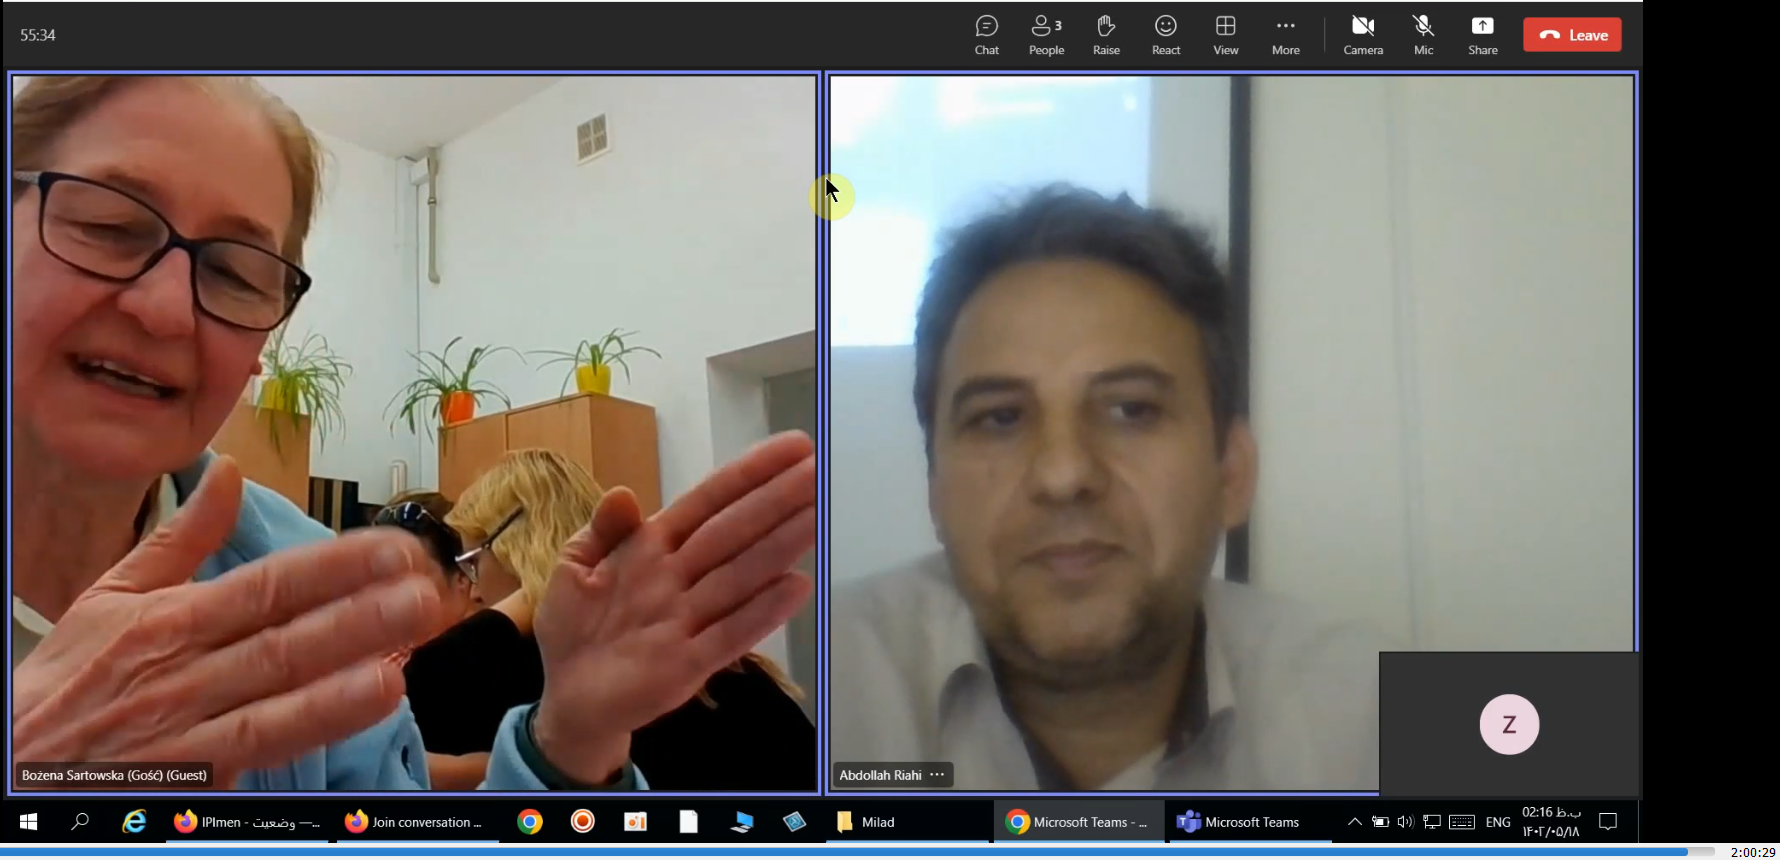 55:34
Chat
People 3
Raise
React
View
More
Camera
Mic
Share
Leave
Bożena Sartowska (Gość) (Guest)
Abdollah Riahi ...
Z
IPImen - وضعیت —...
Join conversation ...
Milad
Microsoft Teams - ...
Microsoft Teams
ENG
02:16 ب.ظ
۱۴۰۲/۰۵/۱۸
2:00:29